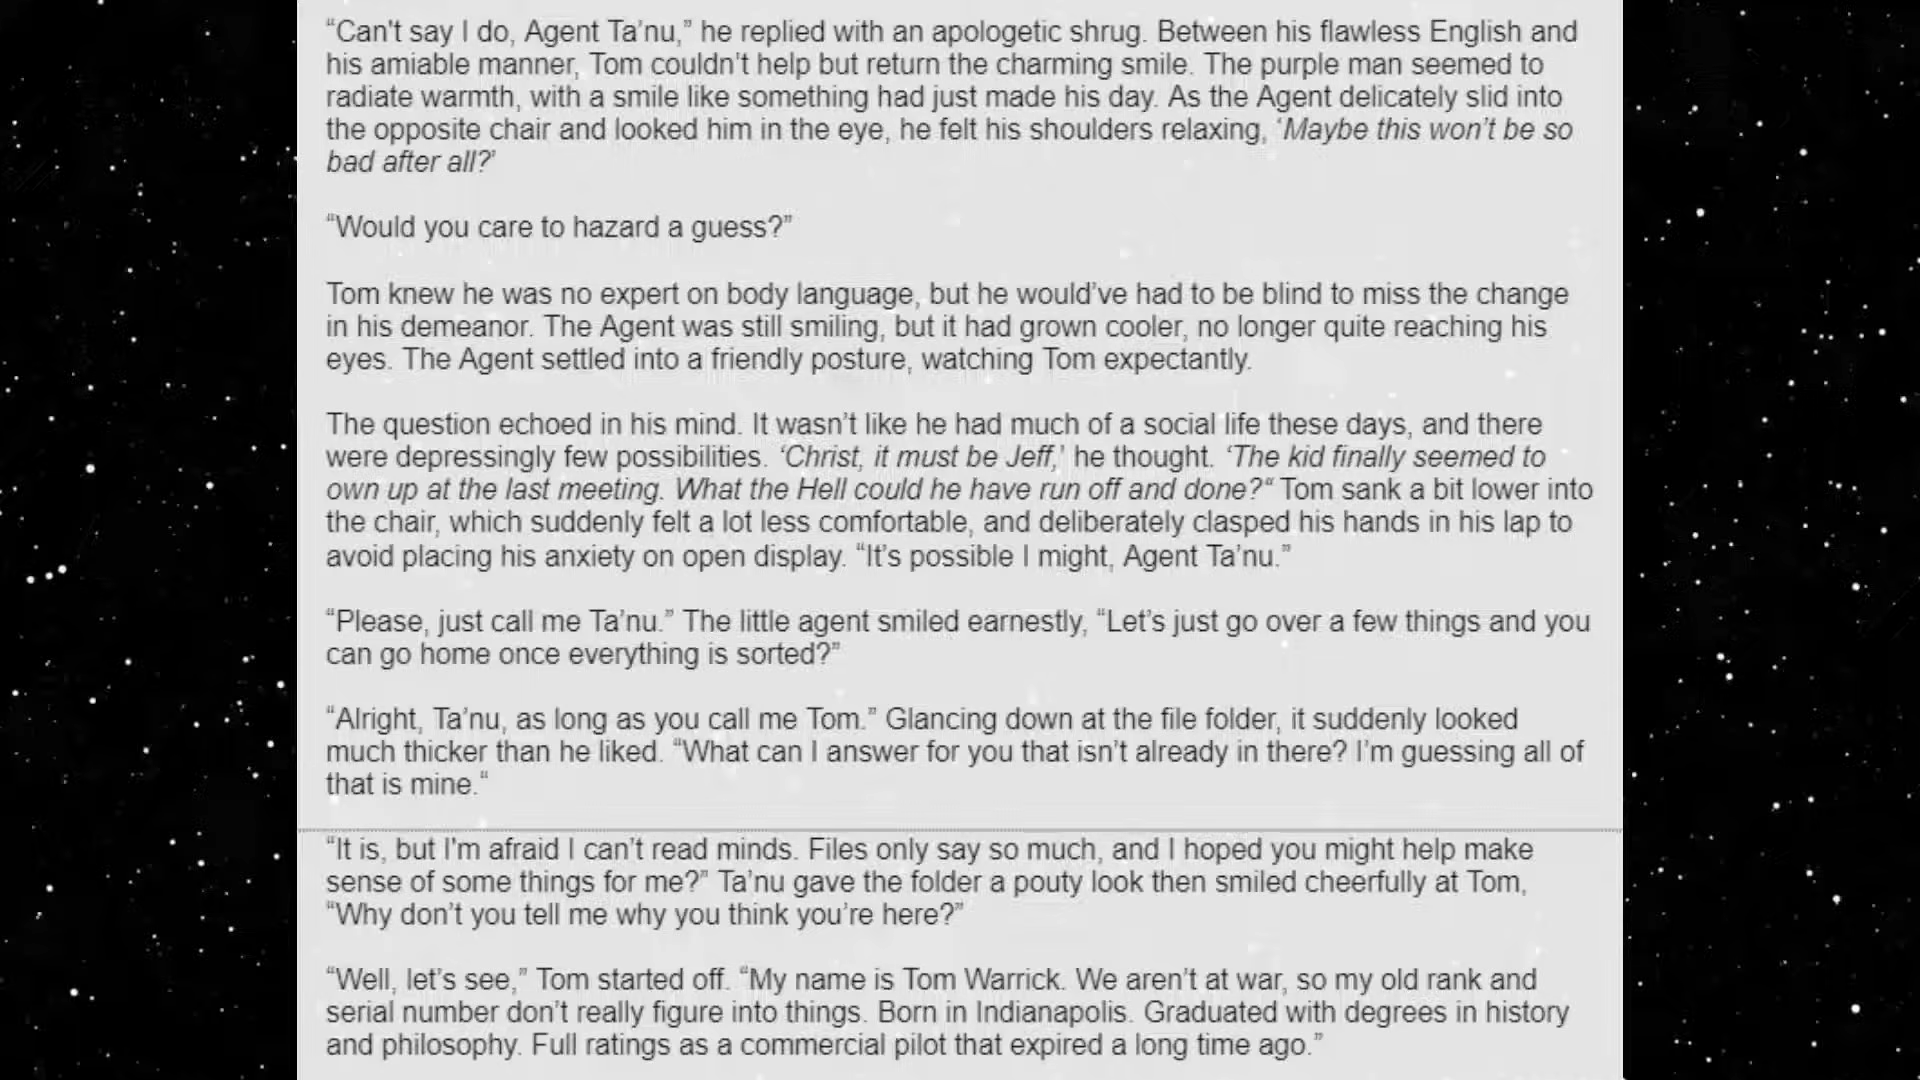 “Can't say I do, Agent Ta’nu,” he replied with an apologetic shrug. Between his flawless English and
his amiable manner, Tom couldn't help but return the charming smile. The purple man seemed to
radiate warmth, with a smile like something had just made his day. As the Agent delicately slid into
the opposite chair and looked him in the eye, he felt his shoulders relaxing, ‘Maybe this won’t be so
bad after all?’
“Would you care to hazard a guess?”
Tom knew he was no expert on body language, but he would’ve had to be blind to miss the change
in his demeanor. The Agent was still smiling, but it had grown cooler, no longer quite reaching his
eyes. The Agent settled into a friendly posture, watching Tom expectantly.
The question echoed in his mind. It wasn’t like he had much of a social life these days, and there
were depressingly few possibilities. ‘Christ, it must be Jeff,’ he thought. ‘The kid finally seemed to
own up at the last meeting. What the Hell could he have run off and done?“ Tom sank a bit lower into
the chair, which suddenly felt a lot less comfortable, and deliberately clasped his hands in his lap to
avoid placing his anxiety on open display. “It’s possible I might, Agent Ta’nu.”
“Please, just call me Ta’nu.” The little agent smiled earnestly, “Let’s just go over a few things and you
can go home once everything is sorted?”
“Alright, Ta’nu, as long as you call me Tom.” Glancing down at the file folder, it suddenly looked
much thicker than he liked. “What can I answer for you that isn’t already in there? I’m guessing all of
that is mine.“
“It is, but I'm afraid I can’t read minds. Files only say so much, and I hoped you might help make
sense of some things for me?” Ta’nu gave the folder a pouty look then smiled cheerfully at Tom,
“Why don’t you tell me why you think you’re here?”
“Well, let’s see,” Tom started off. “My name is Tom Warrick. We aren’t at war, so my old rank and
serial number don’t really figure into things. Born in Indianapolis. Graduated with degrees in history
and philosophy. Full ratings as a commercial pilot that expired a long time ago.”